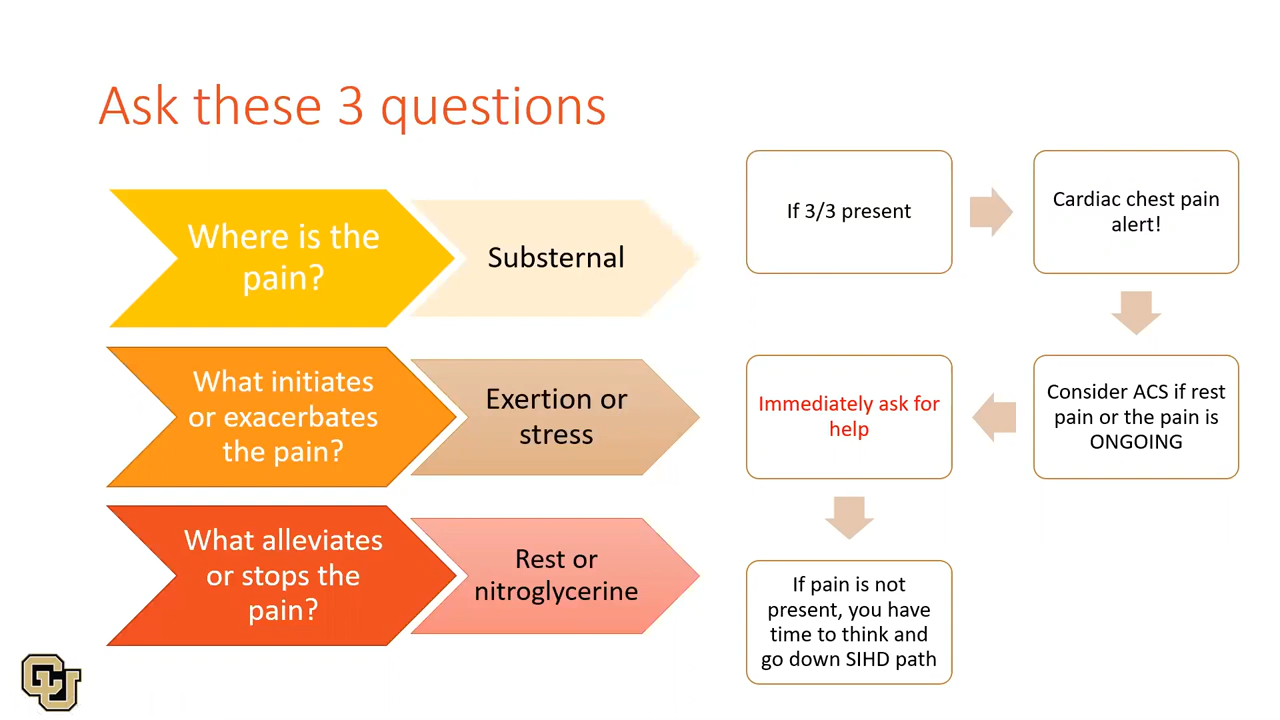 Ask these 3 questions
Where is the
pain?
Substernal
What initiates
or exacerbates
the pain?
Exertion or
stress
What alleviates
or stops the
pain?
Rest or
nitroglycerine
If 3/3 present
Cardiac chest pain
alert!
Consider ACS if rest
pain or the pain is
ONGOING
Immediately ask for
help
If pain is not
present, you have
time to think and
go down SIHD path
CU